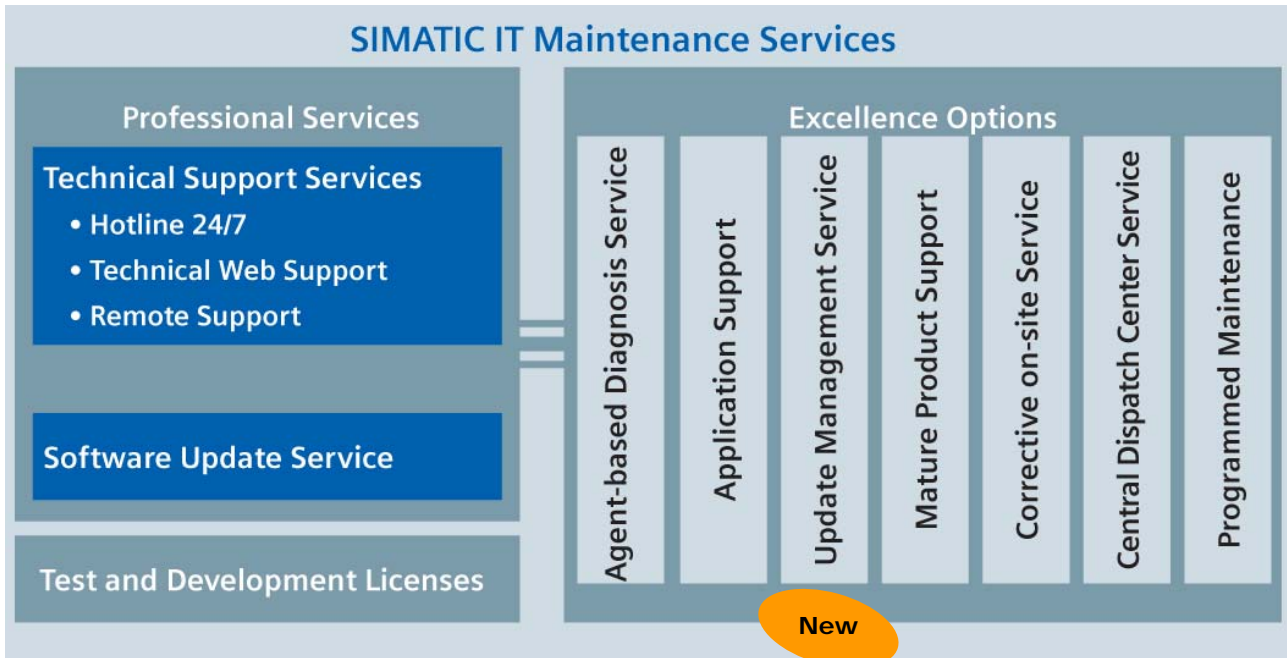 SIMATIC IT Maintenance Services
Professional Services
Technical Support Services
• Hotline 24/7
• Technical Web Support
• Remote Support
Software Update Service
Test and Development Licenses
Excellence Options
Agent-based Diagnosis Service
Application Support
Update Management Service
Mature Product Support
Corrective on-site Service
Central Dispatch Center Service
Programmed Maintenance
New